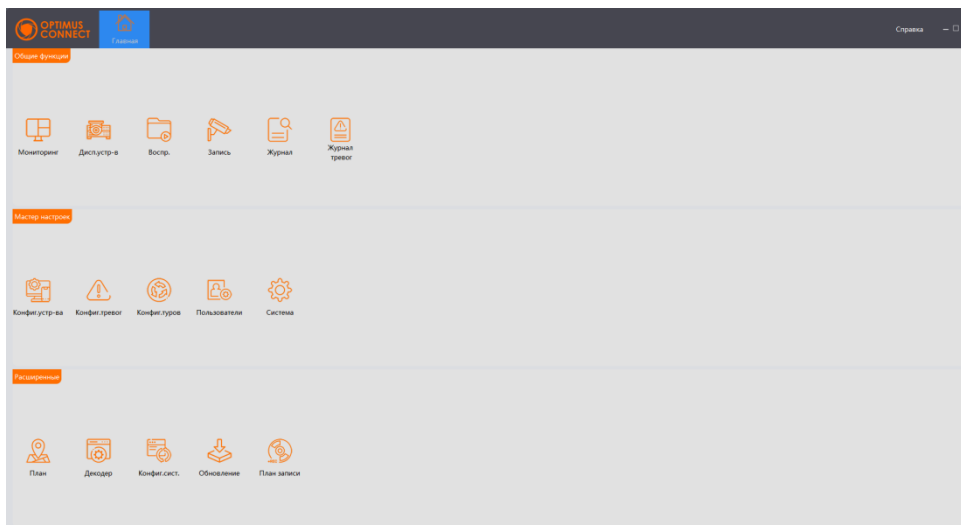 OPTIMUS
CONNECT
Главная
Справка
Общие функции
Мониторинг
Дисп.устр-в
Воспр.
Запись
Журнал
Журнал
тревог
Мастер настроек
Конфиг.устр-ва
Конфиг.тревог
Конфиг.туров
Пользователи
Система
Расширенные
План
Декодер
Конфиг.сист.
Обновление
План записи